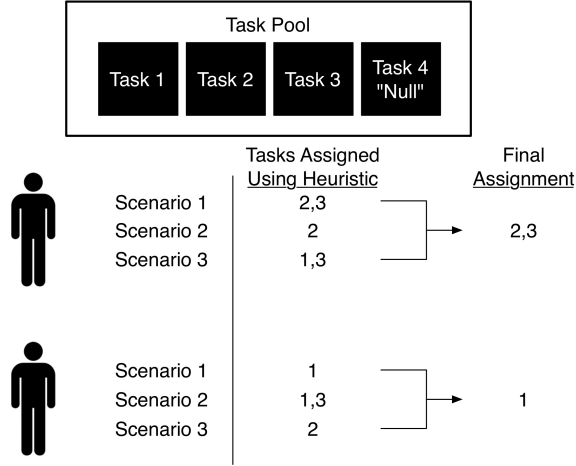 Task Pool
Task 1 Task 2 Task 3 Task 4 "Null"
Tasks Assigned Using Heuristic
Final Assignment
Scenario 1 2,3
Scenario 2 2 2,3
Scenario 3 1,3
Scenario 1 1
Scenario 2 1,3 1
Scenario 3 2